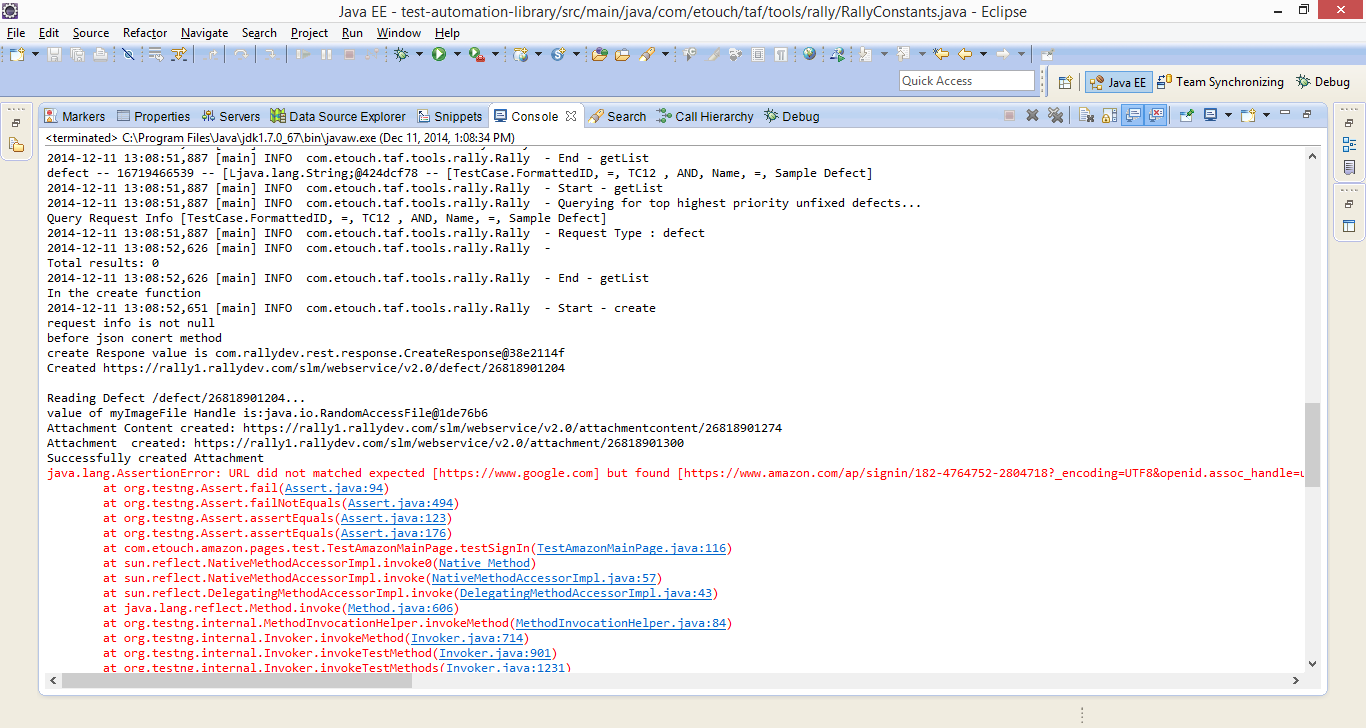 Java EE - test-automation-library/src/main/java/com/etouch/taf/tools/rally/RallyConstants.java - Eclipse
File Edit Source Refactor Navigate Search Project Run Window Help
Quick Access
Java EE Team Synchronizing Debug
Markers Properties Servers Data Source Explorer Snippets Console Search Call Hierarchy Debug
<terminated> C:\Program Files\Java\jdk1.7.0_67\bin\javaw.exe (Dec 11, 2014, 1:08:34 PM)
2014-12-11 13:08:51,887 [main] INFO  com.etouch.taf.tools.rally.Rally  - End - getList
defect -- 16719466539 -- [Ljava.lang.String;@424dcf78 -- [TestCase.FormattedID, =, TC12 , AND, Name, =, Sample Defect]
2014-12-11 13:08:51,887 [main] INFO  com.etouch.taf.tools.rally.Rally  - Start - getList
2014-12-11 13:08:51,887 [main] INFO  com.etouch.taf.tools.rally.Rally  - Querying for top highest priority unfixed defects...
Query Request Info [TestCase.FormattedID, =, TC12 , AND, Name, =, Sample Defect]
2014-12-11 13:08:51,887 [main] INFO  com.etouch.taf.tools.rally.Rally  - Request Type : defect
2014-12-11 13:08:52,626 [main] INFO  com.etouch.taf.tools.rally.Rally  -
Total results: 0
2014-12-11 13:08:52,626 [main] INFO  com.etouch.taf.tools.rally.Rally  - End - getList
In the create function
2014-12-11 13:08:52,651 [main] INFO  com.etouch.taf.tools.rally.Rally  - Start - create
request info is not null
before json conert method
create Respone value is com.rallydev.rest.response.CreateResponse@38e2114f
Created https://rally1.rallydev.com/slm/webservice/v2.0/defect/26818901204
Reading Defect /defect/26818901204...
value of myImageFile Handle is:java.io.RandomAccessFile@1de76b6
Attachment Content created: https://rally1.rallydev.com/slm/webservice/v2.0/attachmentcontent/26818901274
Attachment  created: https://rally1.rallydev.com/slm/webservice/v2.0/attachment/26818901300
Successfully created Attachment
java.lang.AssertionError: URL did not matched expected [https://www.google.com] but found [https://www.amazon.com/ap/signin/182-4764752-2804718?_encoding=UTF8&openid.assoc_handle=u
at org.testng.Assert.fail(Assert.java:94)
at org.testng.Assert.failNotEquals(Assert.java:494)
at org.testng.Assert.assertEquals(Assert.java:123)
at org.testng.Assert.assertEquals(Assert.java:176)
at com.etouch.amazon.pages.test.TestAmazonMainPage.testSignIn(TestAmazonMainPage.java:116)
at sun.reflect.NativeMethodAccessorImpl.invoke0(Native Method)
at sun.reflect.NativeMethodAccessorImpl.invoke(NativeMethodAccessorImpl.java:57)
at sun.reflect.DelegatingMethodAccessorImpl.invoke(DelegatingMethodAccessorImpl.java:43)
at java.lang.reflect.Method.invoke(Method.java:606)
at org.testng.internal.MethodInvocationHelper.invokeMethod(MethodInvocationHelper.java:84)
at org.testng.internal.Invoker.invokeMethod(Invoker.java:714)
at org.testng.internal.Invoker.invokeTestMethod(Invoker.java:901)
at org.testng.internal.Invoker.invokeTestMethods(Invoker.java:1231)